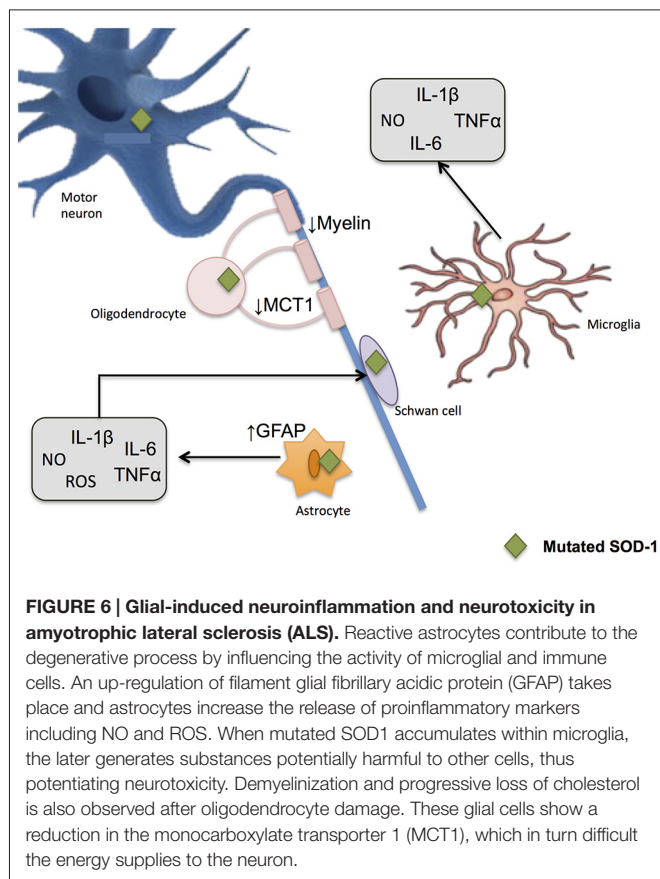 IL-1β
NO TNFα
IL-6
Motor
neuron
↓Myelin
Oligodendrocyte
↓MCT1
Microglia
Schwan cell
IL-1β
IL-6
NO
TNFα
ROS
↑GFAP
Astrocyte
Mutated SOD-1
FIGURE 6 | Glial-induced neuroinflammation and neurotoxicity in
amyotrophic lateral sclerosis (ALS). Reactive astrocytes contribute to the
degenerative process by influencing the activity of microglial and immune
cells. An up-regulation of filament glial fibrillary acidic protein (GFAP) takes
place and astrocytes increase the release of proinflammatory markers
including NO and ROS. When mutated SOD1 accumulates within microglia,
the later generates substances potentially harmful to other cells, thus
potentiating neurotoxicity. Demyelinization and progressive loss of cholesterol
is also observed after oligodendrocyte damage. These glial cells show a
reduction in the monocarboxylate transporter 1 (MCT1), which in turn difficult
the energy supplies to the neuron.